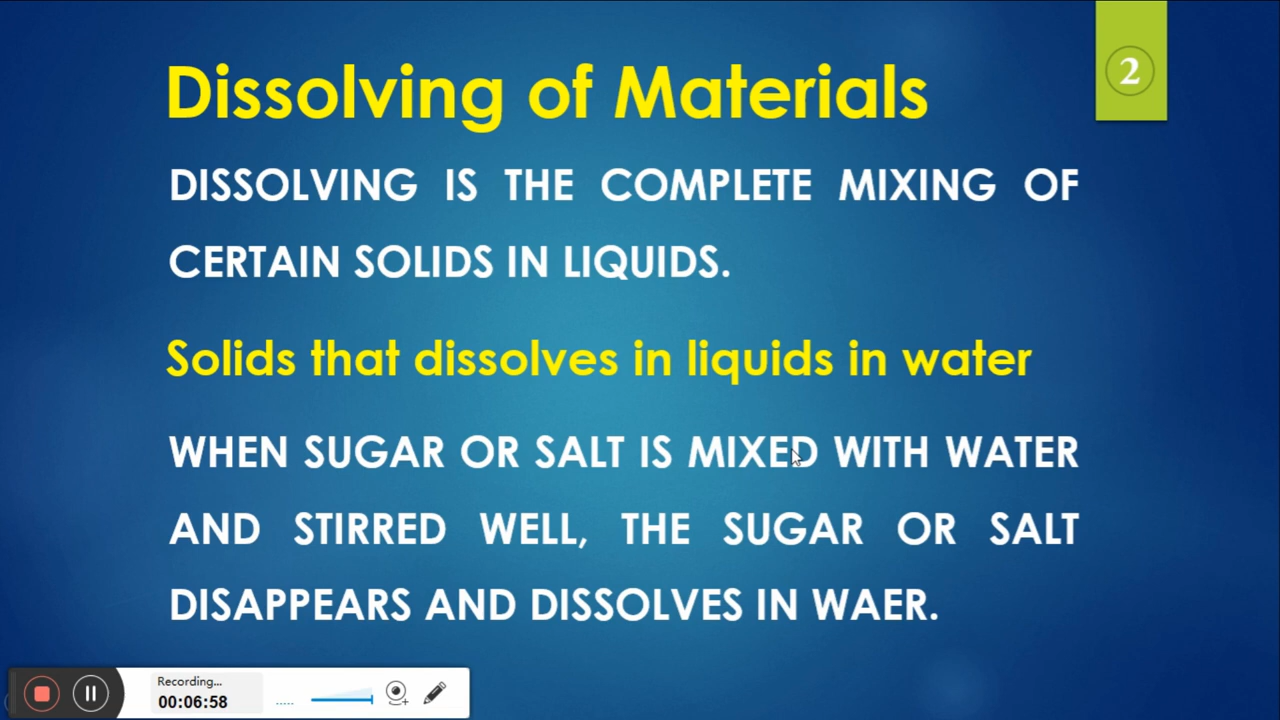 2
Dissolving of Materials
DISSOLVING IS THE COMPLETE MIXING OF
CERTAIN SOLIDS IN LIQUIDS.
Solids that dissolves in liquids in water
WHEN SUGAR OR SALT IS MIXED WITH WATER
AND STIRRED WELL, THE SUGAR OR SALT
DISAPPEARS AND DISSOLVES IN WAER.
Recording...
00:06:58